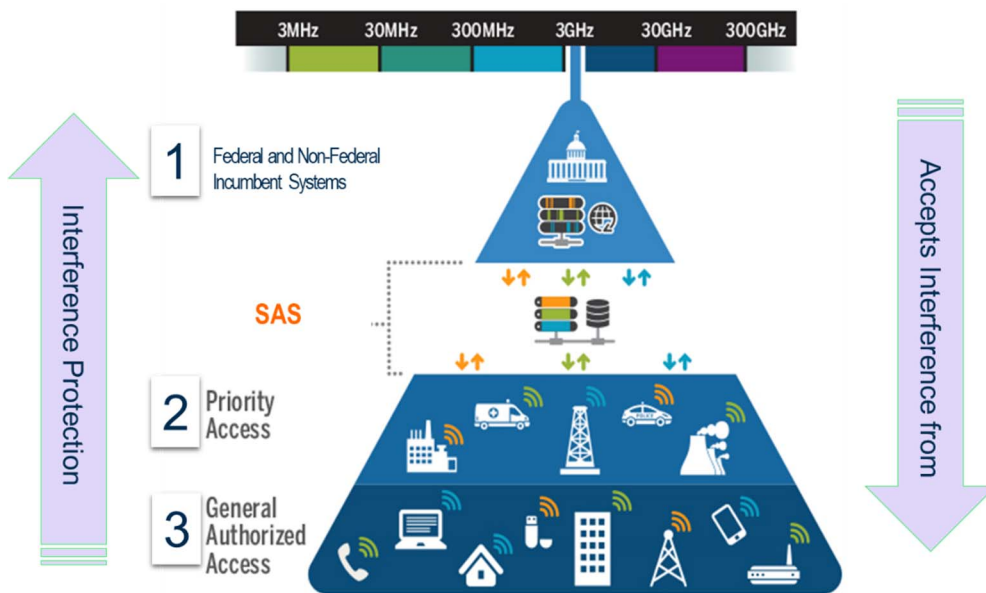 3MHz 30MHz 300MHz 3GHz 30GHz 300GHz
1
Federal and Non-Federal
Incumbent Systems
Interference Protection
Accepts Interference from
Z
SAS
2
Priority
Access
POLICE
3
General
Authorized
Access